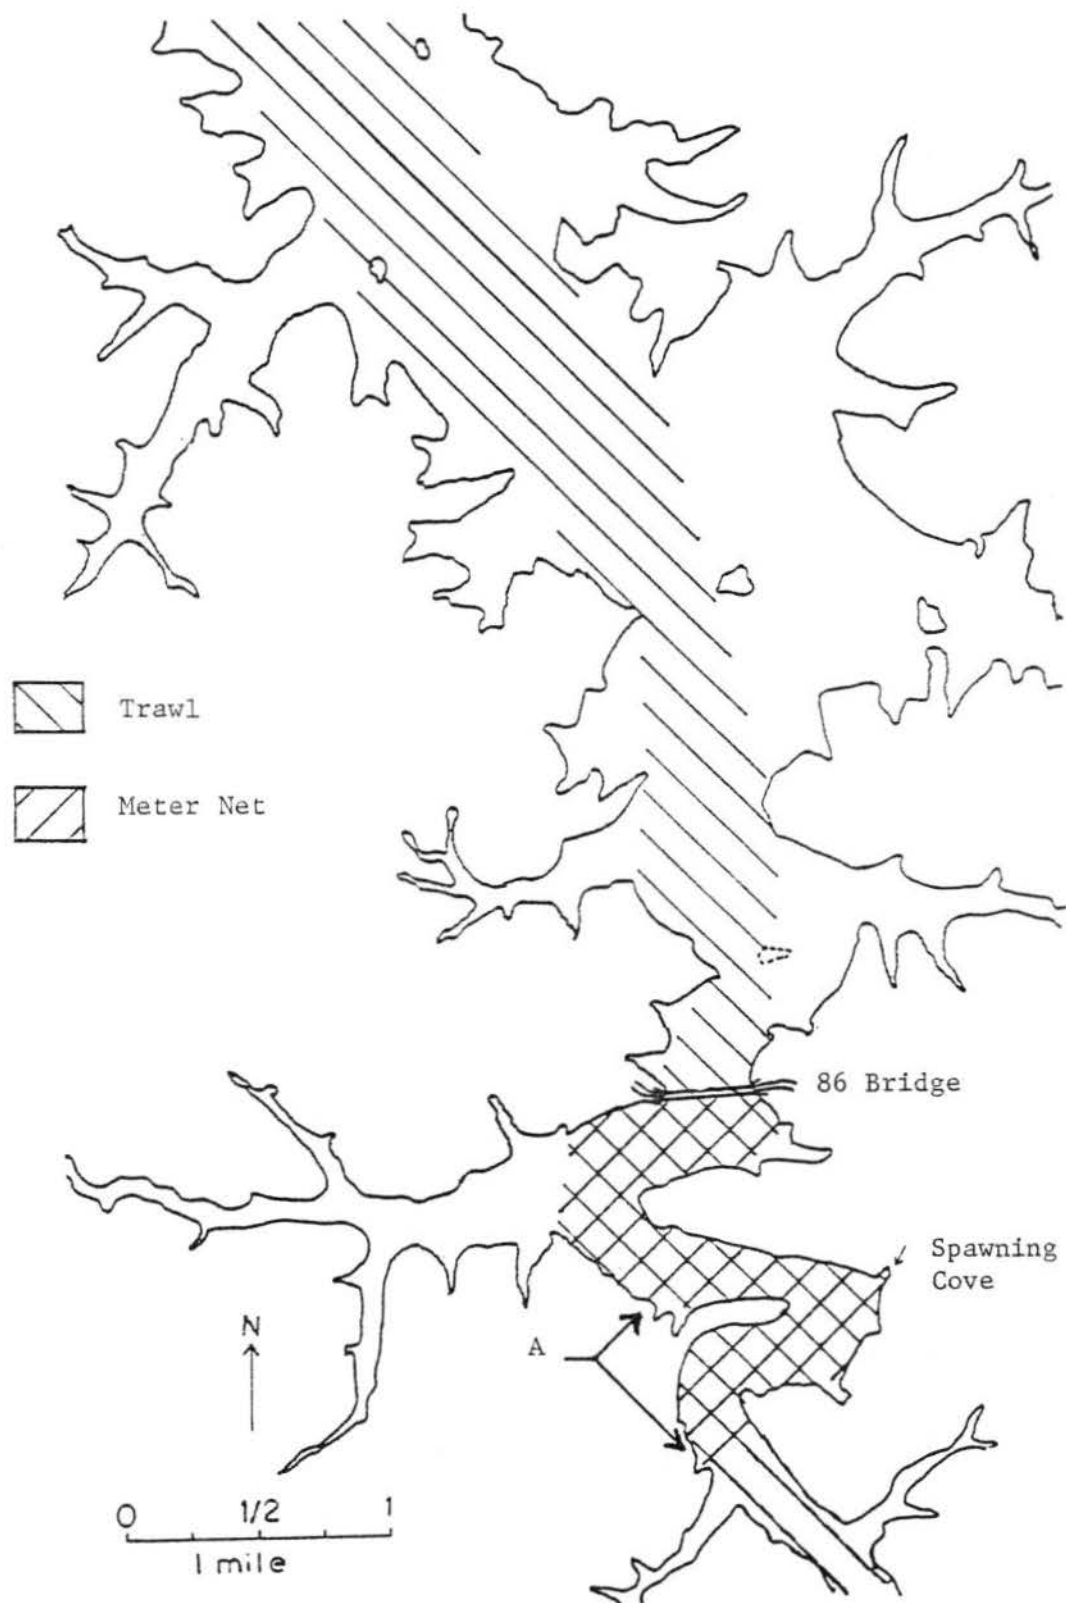 Trawl
Meter Net
86 Bridge
Spawning
Cove
N
A
0 1/2 1
1 mile